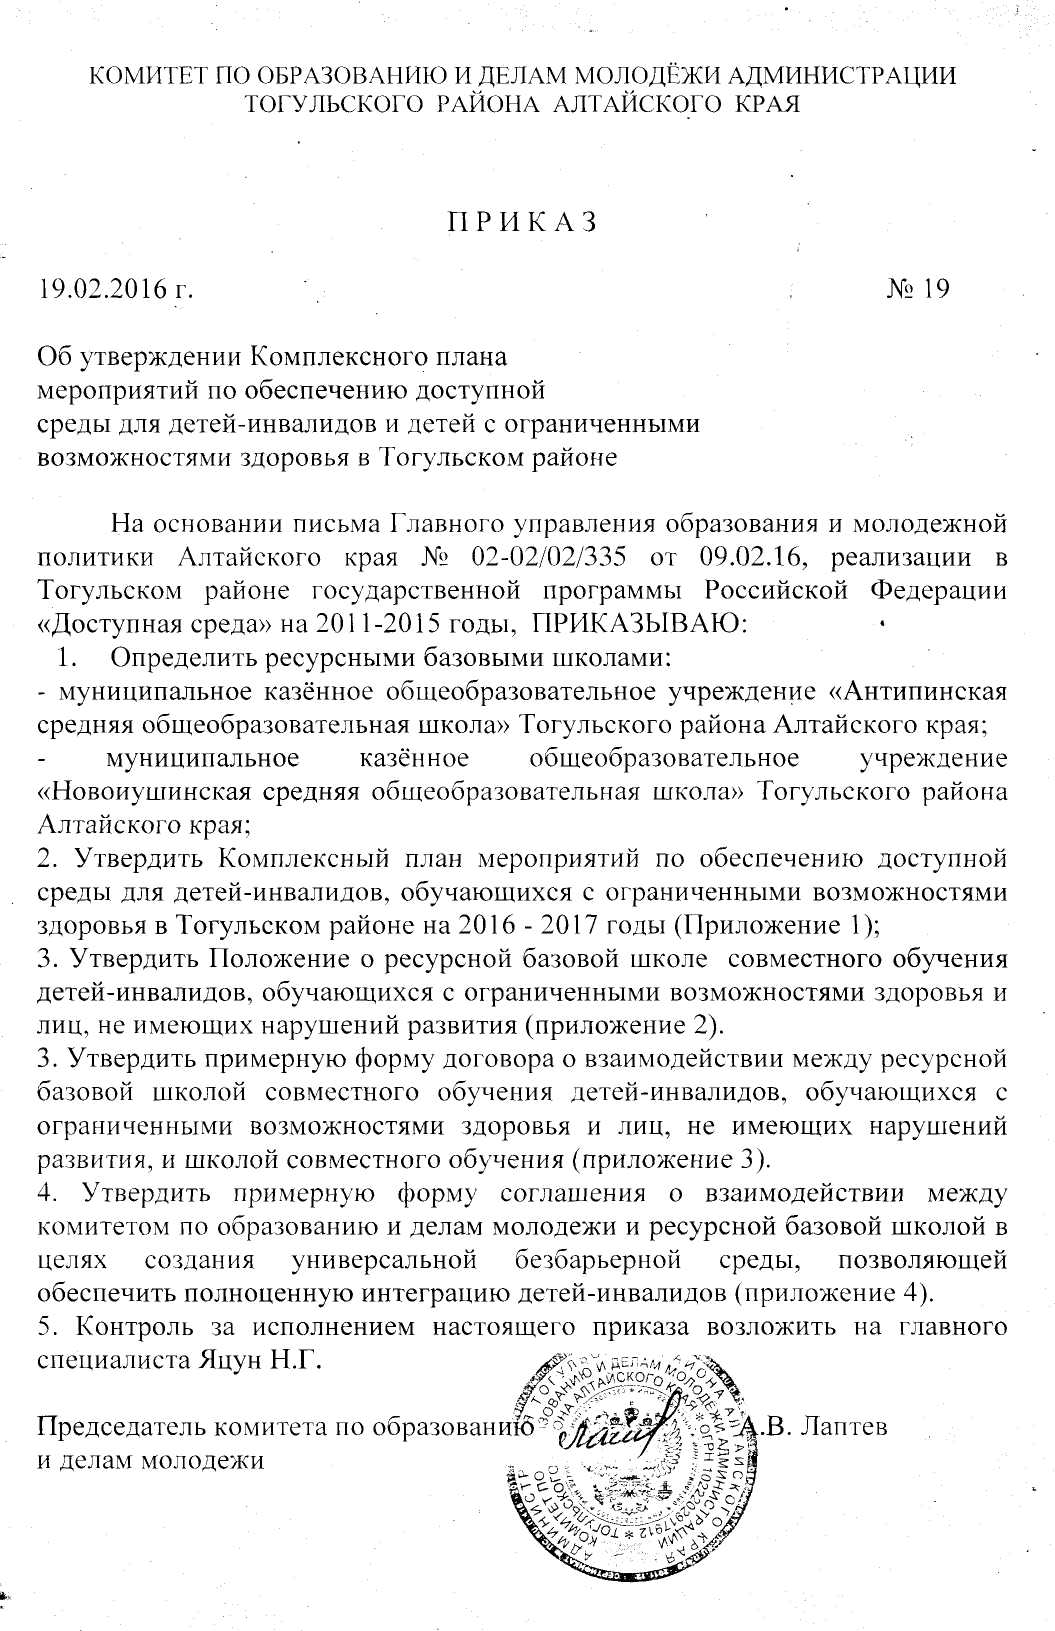 КОМИТЕТ ПО ОБРАЗОВАНИЮ И ДЕЛАМ МОЛОДЁЖИ АДМИНИСТРАЦИИ
ТОГУЛЬСКОГО РАЙОНА АЛТАЙСКОГО КРАЯ
П Р И К А З
19.02.2016 г. № 19
Об утверждении Комплексного плана
мероприятий по обеспечению доступной
среды для детей-инвалидов и детей с ограниченными
возможностями здоровья в Тогульском районе
На основании письма Главного управления образования и молодежной
политики Алтайского края № 02-02/02/335 от 09.02.16, реализации в
Тогульском районе государственной программы Российской Федерации
«Доступная среда» на 2011-2015 годы, ПРИКАЗЫВАЮ:
1. Определить ресурсными базовыми школами:
- муниципальное казённое общеобразовательное учреждение «Антипинская
средняя общеобразовательная школа» Тогульского района Алтайского края;
- муниципальное казённое общеобразовательное учреждение
«Новоиушинская средняя общеобразовательная школа» Тогульского района
Алтайского края;
2. Утвердить Комплексный план мероприятий по обеспечению доступной
среды для детей-инвалидов, обучающихся с ограниченными возможностями
здоровья в Тогульском районе на 2016 - 2017 годы (Приложение 1);
3. Утвердить Положение о ресурсной базовой школе совместного обучения
детей-инвалидов, обучающихся с ограниченными возможностями здоровья и
лиц, не имеющих нарушений развития (приложение 2).
3. Утвердить примерную форму договора о взаимодействии между ресурсной
базовой школой совместного обучения детей-инвалидов, обучающихся с
ограниченными возможностями здоровья и лиц, не имеющих нарушений
развития, и школой совместного обучения (приложение 3).
4. Утвердить примерную форму соглашения о взаимодействии между
комитетом по образованию и делам молодежи и ресурсной базовой школой в
целях создания универсальной безбарьерной среды, позволяющей
обеспечить полноценную интеграцию детей-инвалидов (приложение 4).
5. Контроль за исполнением настоящего приказа возложить на главного
специалиста Яцун Н.Г.
Председатель комитета по образованию А.В. Лаптев
и делам молодежи